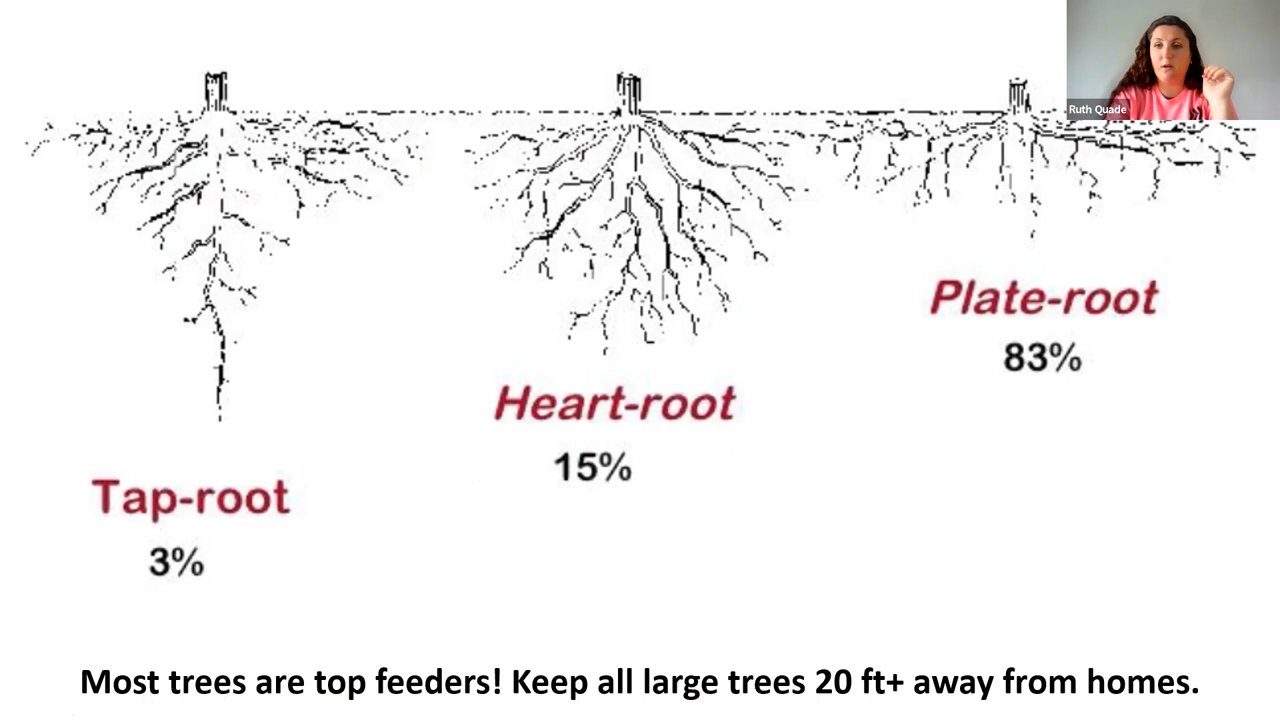 Ruth Quade
Plate-root
83%
Heart-root
15%
Tap-root
3%
Most trees are top feeders! Keep all large trees 20 ft+ away from homes.